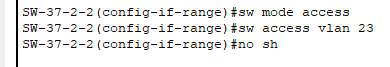 SW-37-2-2(config-if-range)#sw mode access
SW-37-2-2(config-if-range)#sw access vlan 23
SW-37-2-2(config-if-range)#no sh